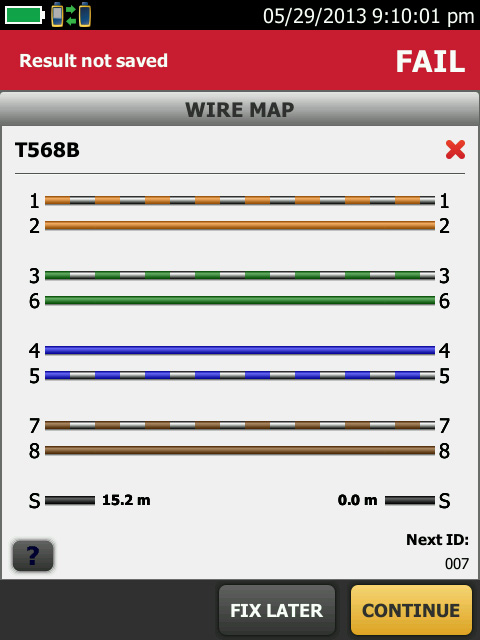 05/29/2013 9:10:01 pm
Result not saved FAIL
WIRE MAP
T568B
1 1
2 2
3 3
6 6
4 4
5 5
7 7
8 8
S 15.2 m 0.0 m S
Next ID:
? 007
FIX LATER CONTINUE